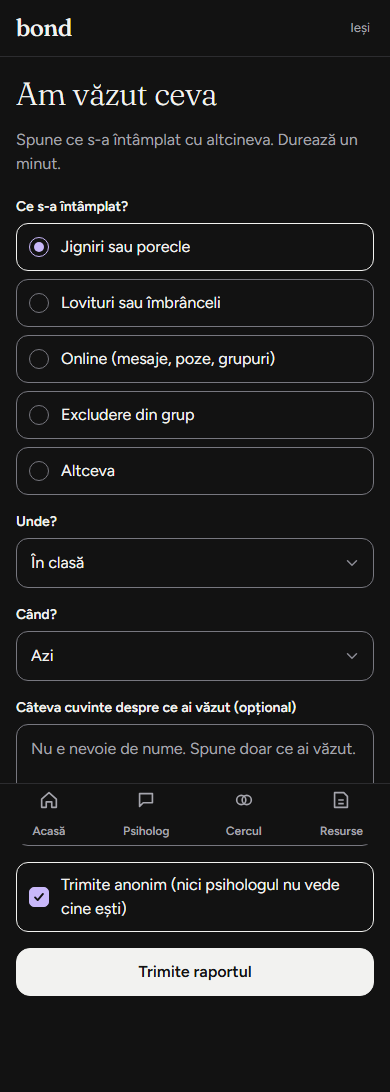 bond
Ieși
Am văzut ceva
Spune ce s-a întâmplat cu altcineva. Durează un
minut.
Ce s-a întâmplat?
Jigniri sau porecle
Lovituri sau îmbrânceli
Online (mesaje, poze, grupuri)
Excludere din grup
Altceva
Unde?
În clasă
Când?
Azi
Câteva cuvinte despre ce ai văzut (opțional)
Nu e nevoie de nume. Spune doar ce ai văzut.
Acasă
Psiholog
Cercul
Resurse
Trimite anonim (nici psihologul nu vede
cine ești)
Trimite raportul